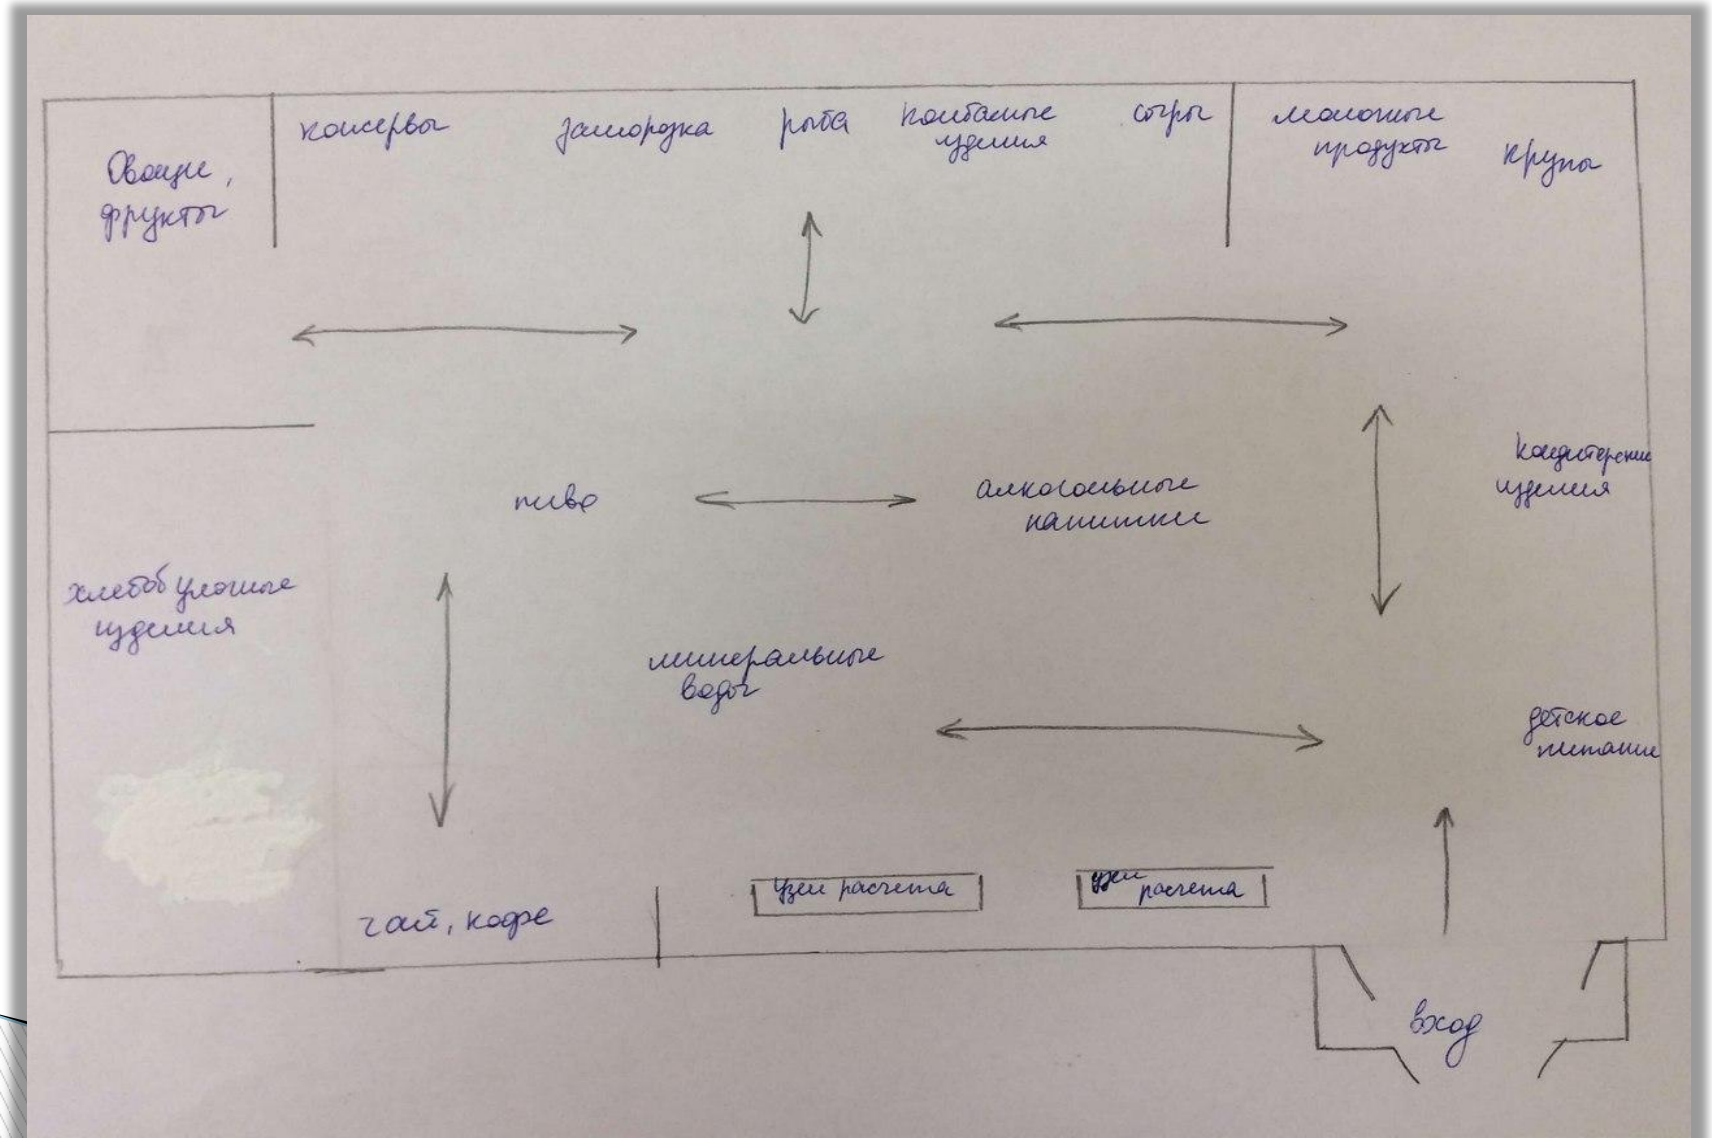 Овощи,
фрукты
консервы
заморозка
рыба
колбасные
изделия
сыры
молочные
продукты
крупы
кондитерские
изделия
пиво
алкогольные
напитки
хлебобулочные
изделия
минеральные
воды
детское
питание
чай, кофе
Узел расчета
узел
расчета
вход